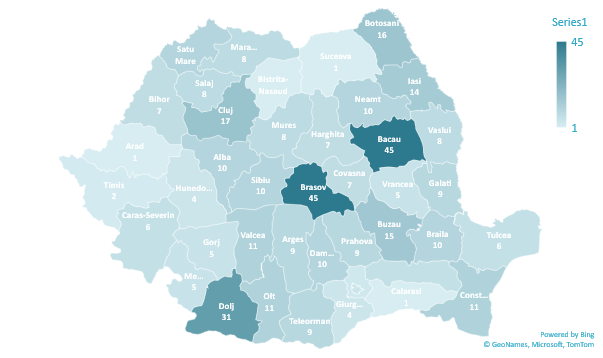 Series1
45
1
Botosani
16
Satu
Mare
Mara...
8
Suceava
1
Bistrita-
Nasaud
Salaj
8
Iasi
14
Bihor
7
Cluj
17
Neamt
10
Mures
8
Harghita
7
Bacau
45
Vaslui
8
Arad
1
Alba
10
Sibiu
10
Brasov
45
Covasna
7
Vrancea
5
Galati
9
Timis
2
Hunedo...
4
Caras-Severin
6
Gorj
5
Valcea
11
Arges
9
Dam...
10
Prahova
9
Buzau
15
Braila
10
Tulcea
6
Me...
5
Dolj
31
Olt
11
Teleorman
9
Giurg...
4
Calarasi
1
Const...
11
Powered by Bing
© GeoNames, Microsoft, TomTom